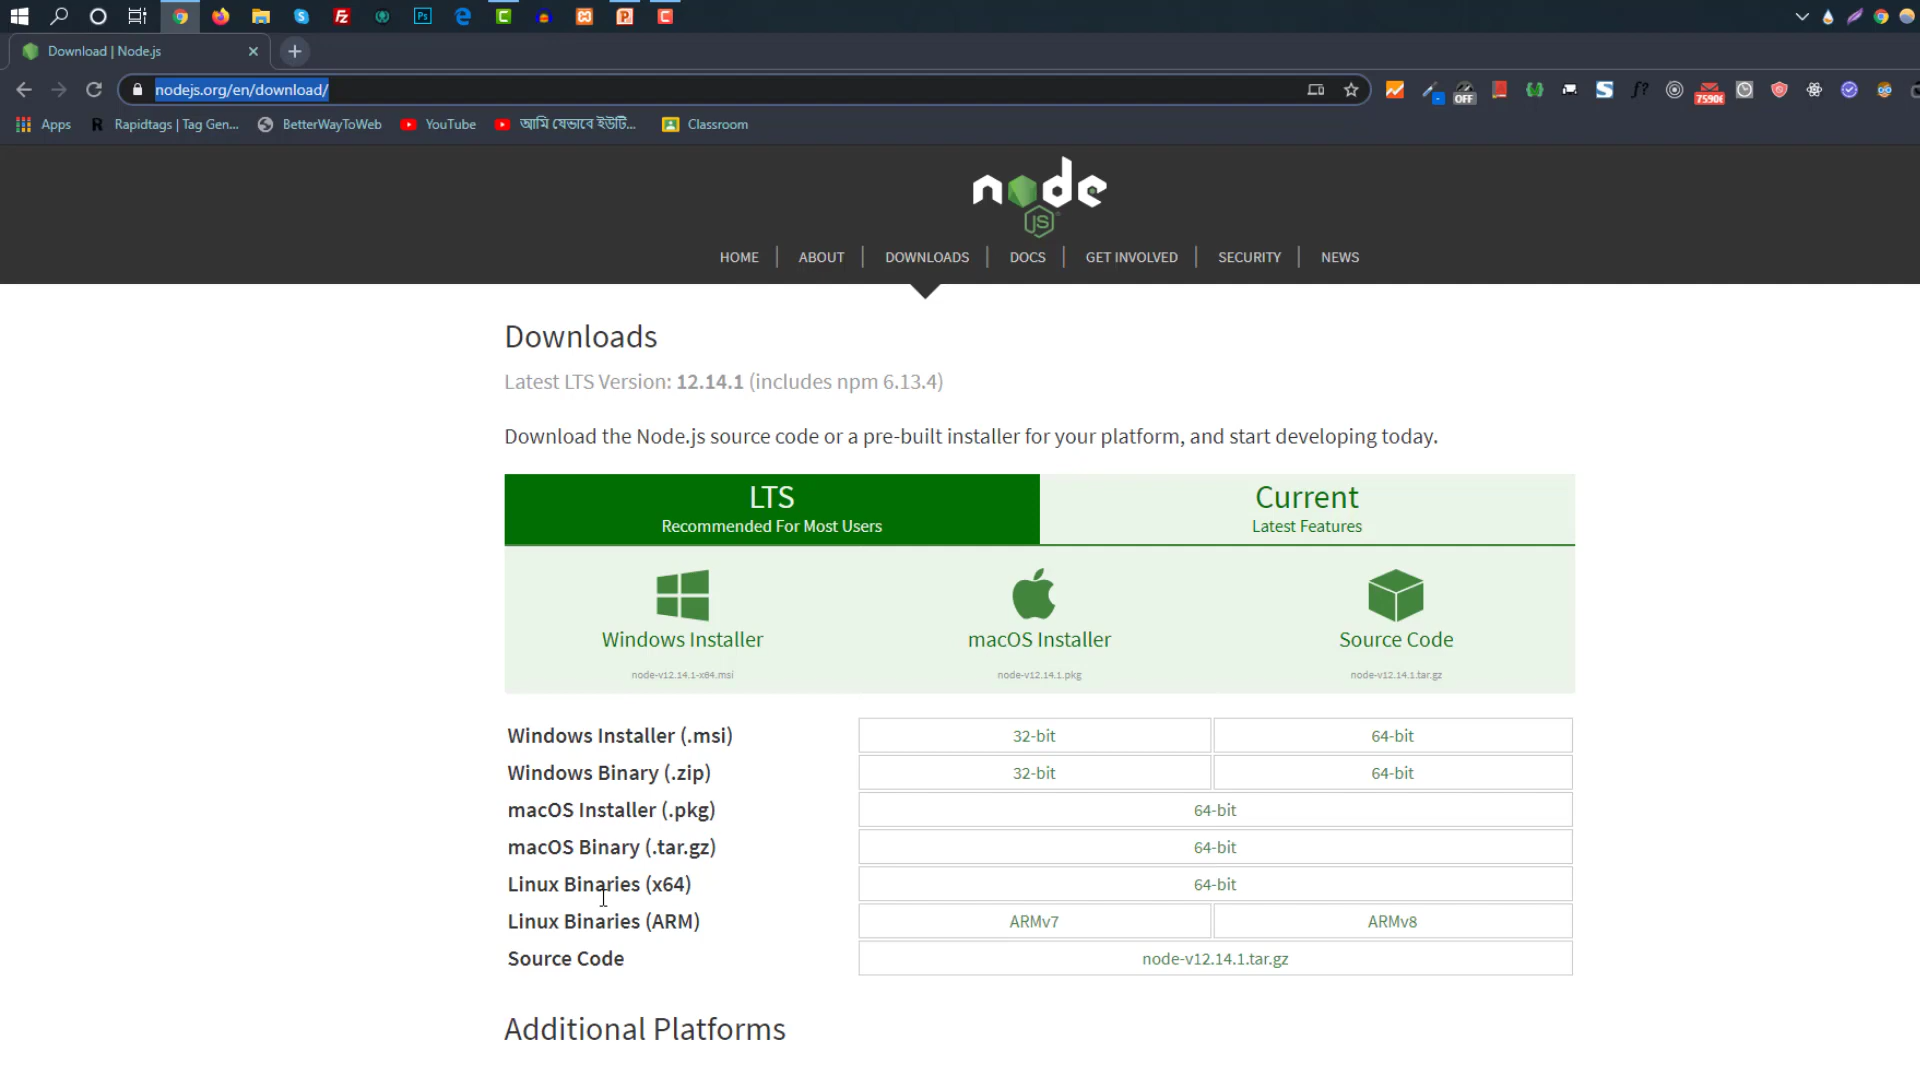 Download | Node.js
nodejs.org/en/download/
OFF
f?
7590
Apps
Rapidtags | Tag Gen...
BetterWayToWeb
YouTube
আমি যেভাবে ইউটি...
Classroom
node
JS
HOME
ABOUT
DOWNLOADS
DOCS
GET INVOLVED
SECURITY
NEWS
Downloads
Latest LTS Version: 12.14.1 (includes npm 6.13.4)
Download the Node.js source code or a pre-built installer for your platform, and start developing today.
LTS
Recommended For Most Users
Current
Latest Features
Windows Installer
node-v12.14.1-x64.msi
macOS Installer
node-v12.14.1.pkg
Source Code
node-v12.14.1.tar.gz
Windows Installer (.msi) 32-bit 64-bit
Windows Binary (.zip) 32-bit 64-bit
macOS Installer (.pkg) 64-bit
macOS Binary (.tar.gz) 64-bit
Linux Binaries (x64) 64-bit
Linux Binaries (ARM) ARMv7 ARMv8
Source Code node-v12.14.1.tar.gz
Additional Platforms